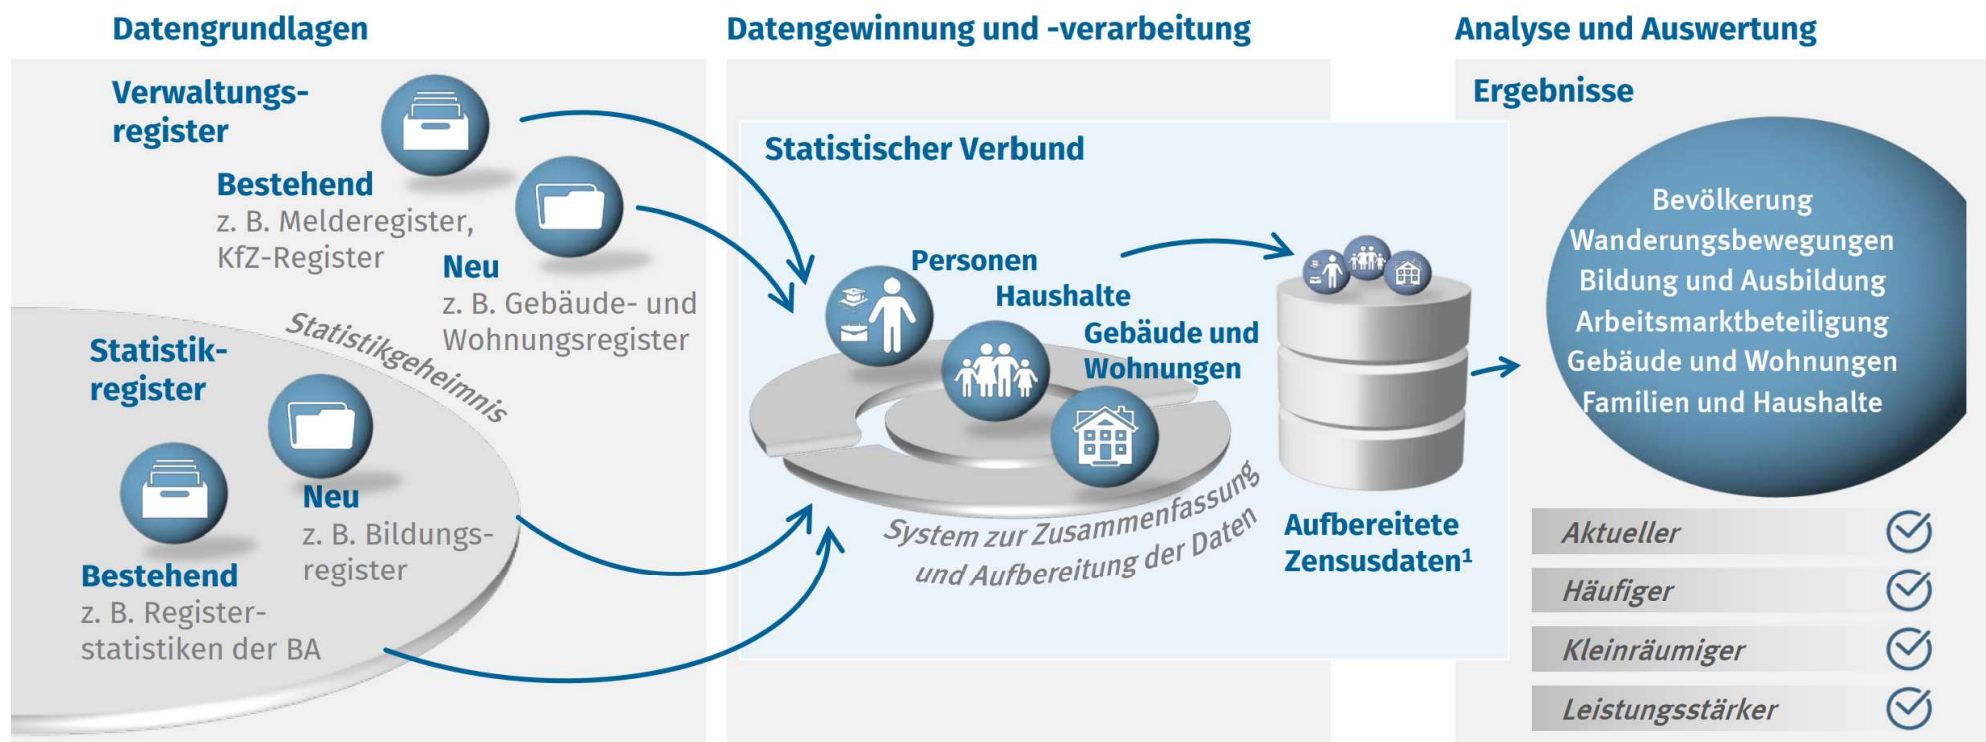 Datengrundlagen
Verwaltungs-
register
Bestehend
z. B. Melderegister,
KfZ-Register
Neu
z. B. Gebäude- und
Wohnungsregister
Statistikgeheimnis
Statistik-
register
Neu
z. B. Bildungs-
register
Bestehend
z. B. Register-
statistiken der BA
Datengewinnung und -verarbeitung
Statistischer Verbund
Personen
Haushalte
Gebäude und
Wohnungen
System zur Zusammenfassung
und Aufbereitung der Daten
Aufbereitete
Zensusdaten¹
Analyse und Auswertung
Ergebnisse
Bevölkerung
Wanderungsbewegungen
Bildung und Ausbildung
Arbeitsmarktbeteiligung
Gebäude und Wohnungen
Familien und Haushalte
Aktueller
Häufiger
Kleinräumiger
Leistungsstärker